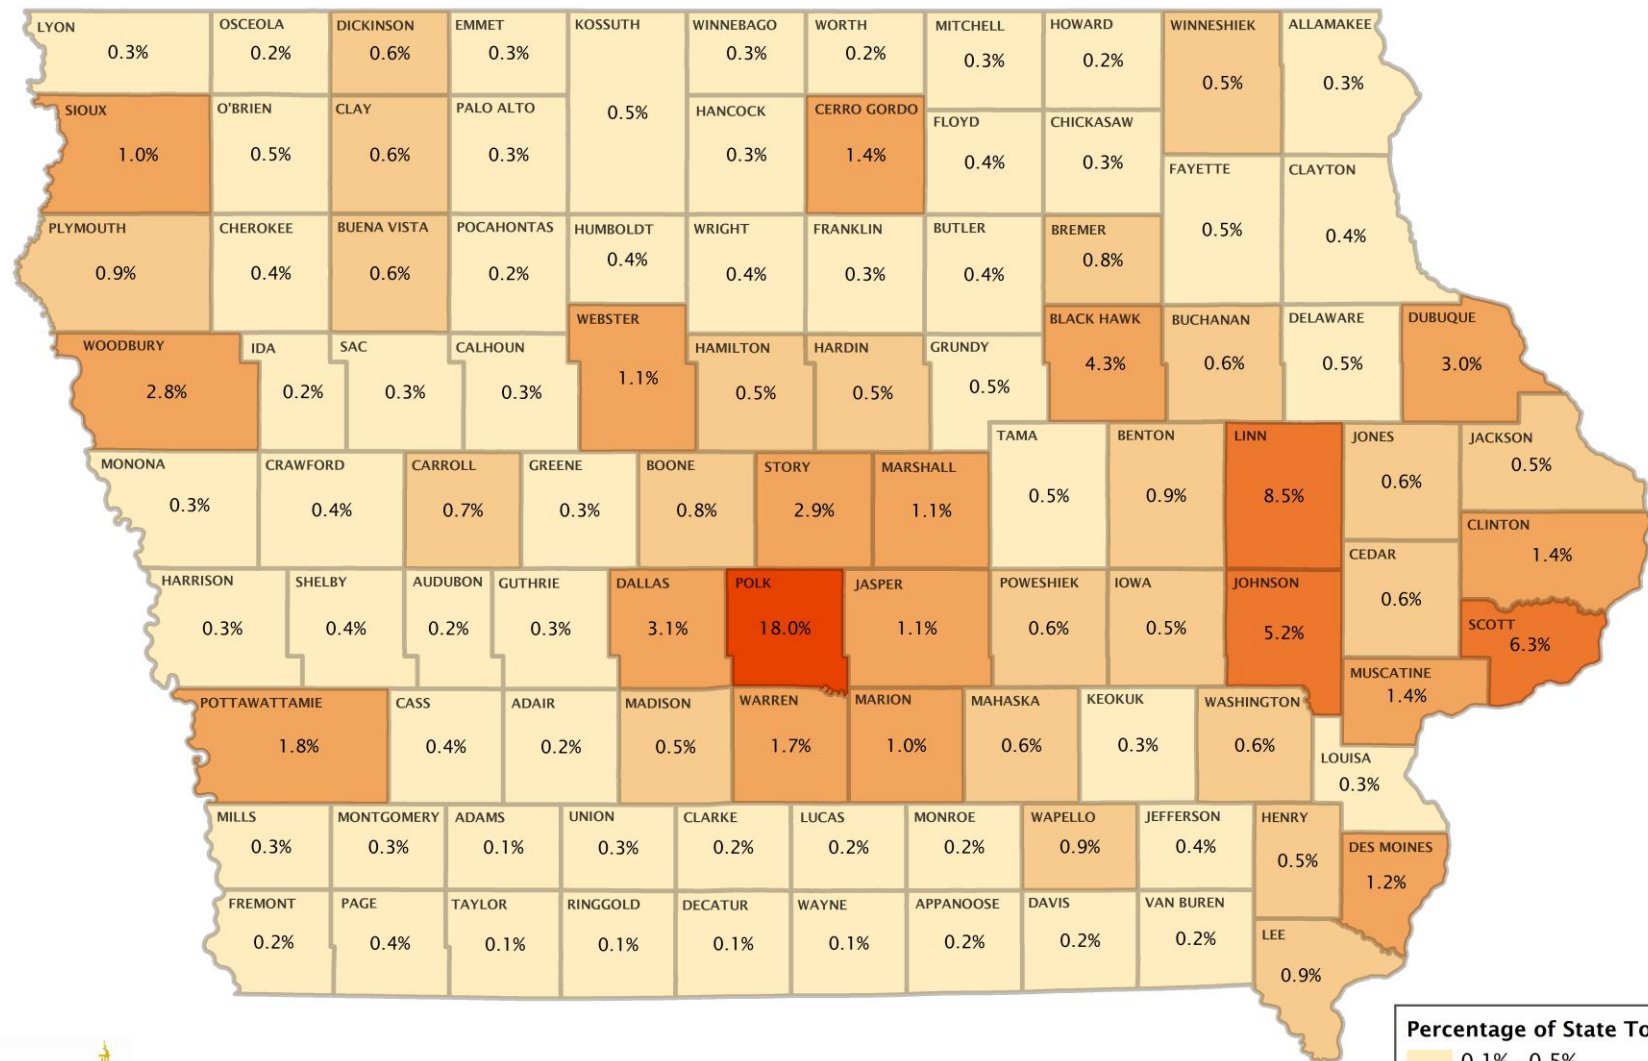 LYON
0.3%
OSCEOLA
0.2%
DICKINSON
0.6%
EMMET
0.3%
KOSSUTH
0.5%
WINNEBAGO
0.3%
WORTH
0.2%
MITCHELL
0.3%
HOWARD
0.2%
WINNESHIEK
0.5%
ALLAMAKEE
0.3%
SIOUX
1.0%
O'BRIEN
0.5%
CLAY
0.6%
PALO ALTO
0.3%
HANCOCK
0.3%
CERRO GORDO
1.4%
FLOYD
0.4%
CHICKASAW
0.3%
FAYETTE
0.5%
CLAYTON
0.4%
PLYMOUTH
0.9%
CHEROKEE
0.4%
BUENA VISTA
0.6%
POCAHONTAS
0.2%
HUMBOLDT
0.4%
WRIGHT
0.4%
FRANKLIN
0.3%
BUTLER
0.4%
BREMER
0.8%
WOODBURY
2.8%
IDA
0.2%
SAC
0.3%
CALHOUN
0.3%
WEBSTER
1.1%
HAMILTON
0.5%
HARDIN
0.5%
GRUNDY
0.5%
BLACK HAWK
4.3%
BUCHANAN
0.6%
DELAWARE
0.5%
DUBUQUE
3.0%
MONONA
0.3%
CRAWFORD
0.4%
CARROLL
0.7%
GREENE
0.3%
BOONE
0.8%
STORY
2.9%
MARSHALL
1.1%
TAMA
0.5%
BENTON
0.9%
LINN
8.5%
JONES
0.6%
JACKSON
0.5%
CLINTON
1.4%
HARRISON
0.3%
SHELBY
0.4%
AUDUBON
0.2%
GUTHRIE
0.3%
DALLAS
3.1%
POLK
18.0%
JASPER
1.1%
POWESHIEK
0.6%
IOWA
0.5%
JOHNSON
5.2%
CEDAR
0.6%
SCOTT
6.3%
MUSCATINE
1.4%
POTTAWATTAMIE
1.8%
CASS
0.4%
ADAIR
0.2%
MADISON
0.5%
WARREN
1.7%
MARION
1.0%
MAHASKA
0.6%
KEOKUK
0.3%
WASHINGTON
0.6%
LOUISA
0.3%
MILLS
0.3%
MONTGOMERY
0.3%
ADAMS
0.1%
UNION
0.3%
CLARKE
0.2%
LUCAS
0.2%
MONROE
0.2%
WAPELLO
0.9%
JEFFERSON
0.4%
HENRY
0.5%
DES MOINES
1.2%
FREMONT
0.2%
PAGE
0.4%
TAYLOR
0.1%
RINGGOLD
0.1%
DECATUR
0.1%
WAYNE
0.1%
APPANOOSE
0.2%
DAVIS
0.2%
VAN BUREN
0.2%
LEE
0.9%
Percentage of State To
0.1% - 0.5%